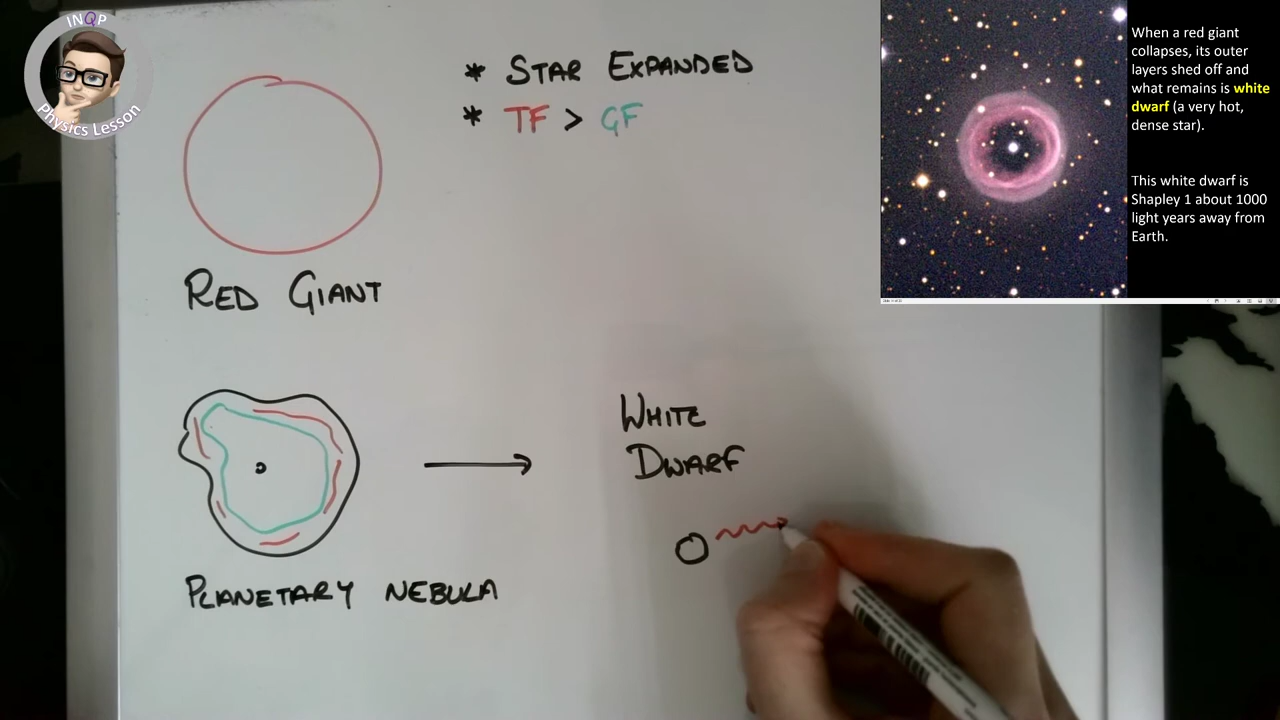 INQP
Physics Lesson
* STAR EXPANDED
* TF > GF
RED GIANT
WHITE
DWARF
PLANETARY NEBULA
When a red giant
collapses, its outer
layers shed off and
what remains is white
dwarf (a very hot,
dense star).
This white dwarf is
Shapley 1 about 1000
light years away from
Earth.